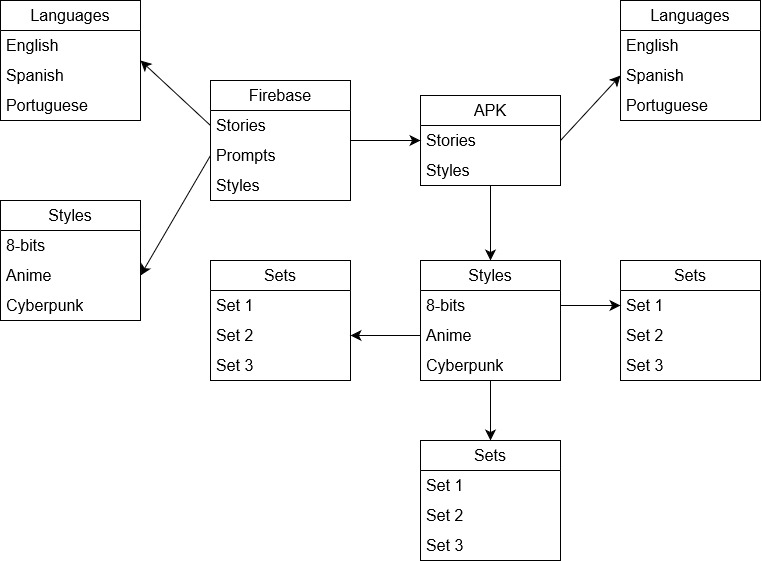 Languages
English
Spanish
Portuguese
Firebase
Stories
Prompts
Styles
APK
Stories
Styles
Languages
English
Spanish
Portuguese
Styles
8-bits
Anime
Cyberpunk
Sets
Set 1
Set 2
Set 3
Styles
8-bits
Anime
Cyberpunk
Sets
Set 1
Set 2
Set 3
Sets
Set 1
Set 2
Set 3